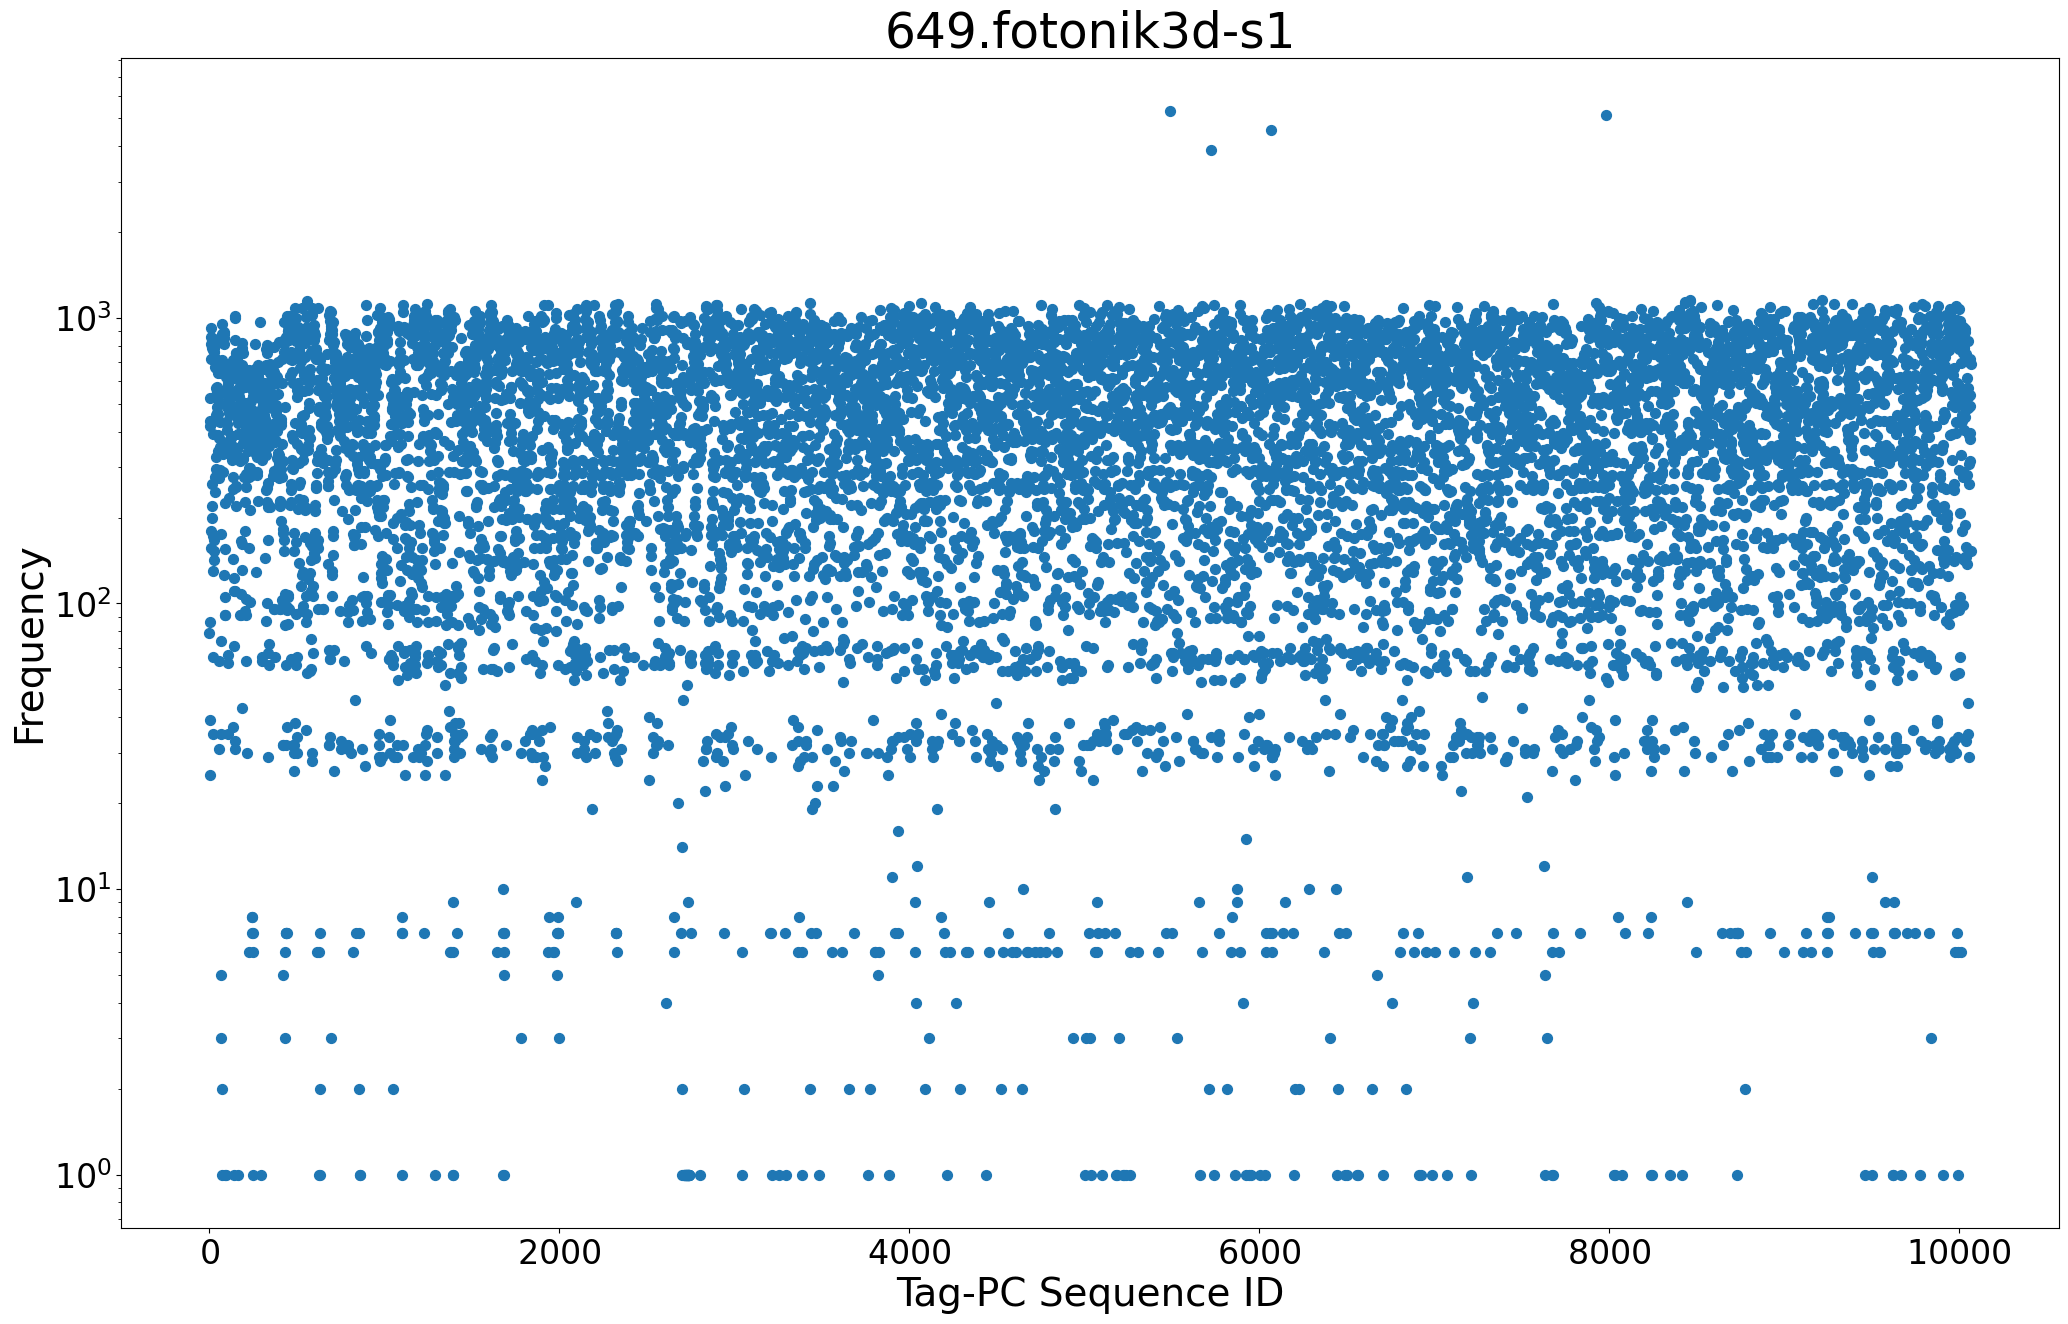 649.fotonik3d-s1
Frequency
10³
10²
10¹
10⁰
0 2000 4000 6000 8000 10000
Tag-PC Sequence ID